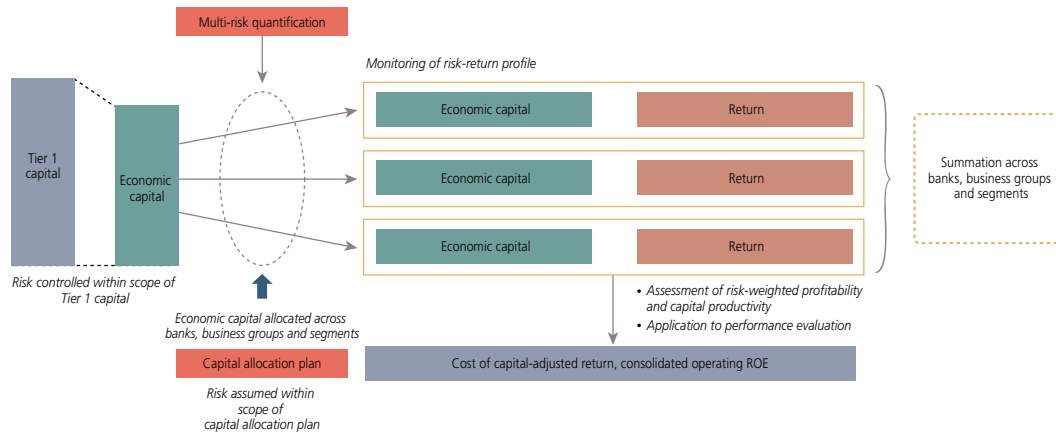 Multi-risk quantification
Monitoring of risk-return profile
Tier 1
capital
Economic
capital
Economic capital
Return
Economic capital
Return
Economic capital
Return
Summation across
banks, business groups
and segments
Risk controlled within scope of
Tier 1 capital
Economic capital allocated across
banks, business groups and segments
Capital allocation plan
Risk assumed within
scope of
capital allocation plan
• Assessment of risk-weighted profitability
and capital productivity
• Application to performance evaluation
Cost of capital-adjusted return, consolidated operating ROE